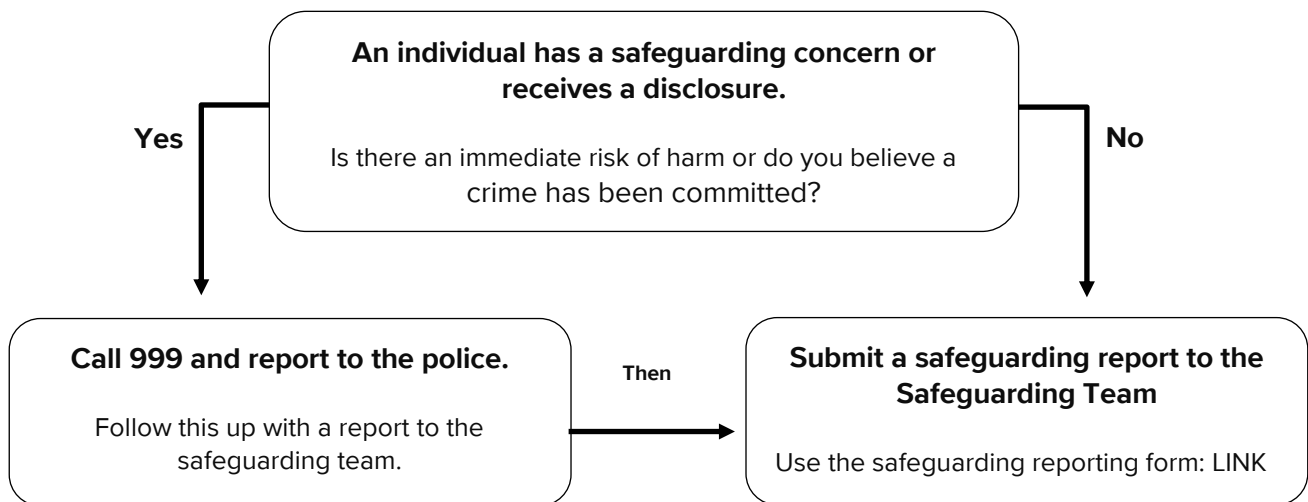 An individual has a safeguarding concern or
receives a disclosure.
Yes
No
Is there an immediate risk of harm or do you believe a
crime has been committed?
Call 999 and report to the police.
Follow this up with a report to the
safeguarding team.
Then
Submit a safeguarding report to the
Safeguarding Team
Use the safeguarding reporting form: LINK